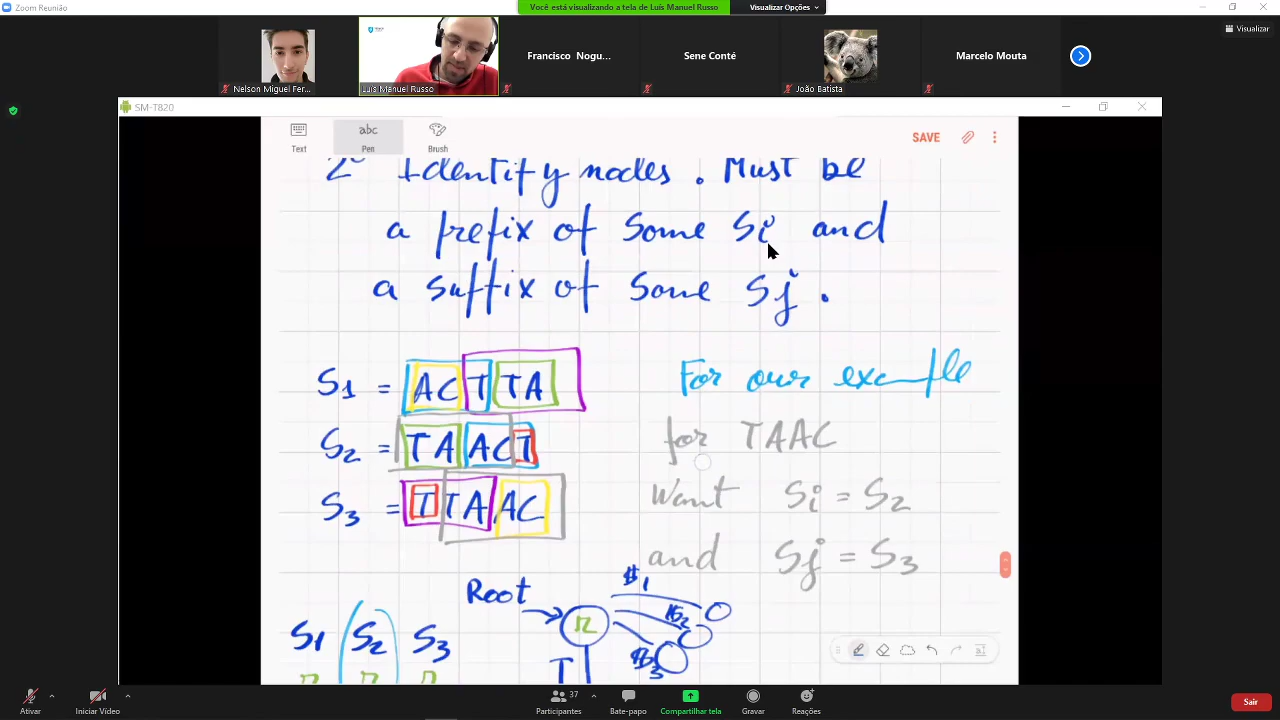 Zoom Reunião
Você está visualizando a tela de Luís Manuel Russo
Visualizar Opções
Visualizar
Nelson Miguel Fer...
Luís Manuel Russo
Francisco Nogu...
Sene Conté
João Batista
Marcelo Mouta
SM-T820
Text
abc
Pen
Brush
SAVE
2º Identify nodes. Must be
a prefix of some Si and
a suffix of some Sj.
S1 = ACTTA
S2 = TAACT
S3 = TTAAC
For our example
for TAAC
Want Si = S2
and Sj = S3
Root
$1
$2
$3
T
S1 S2 S3
Ativar
Iniciar Vídeo
37
Participantes
Bate-papo
Compartilhar tela
Gravar
Reações
Sair